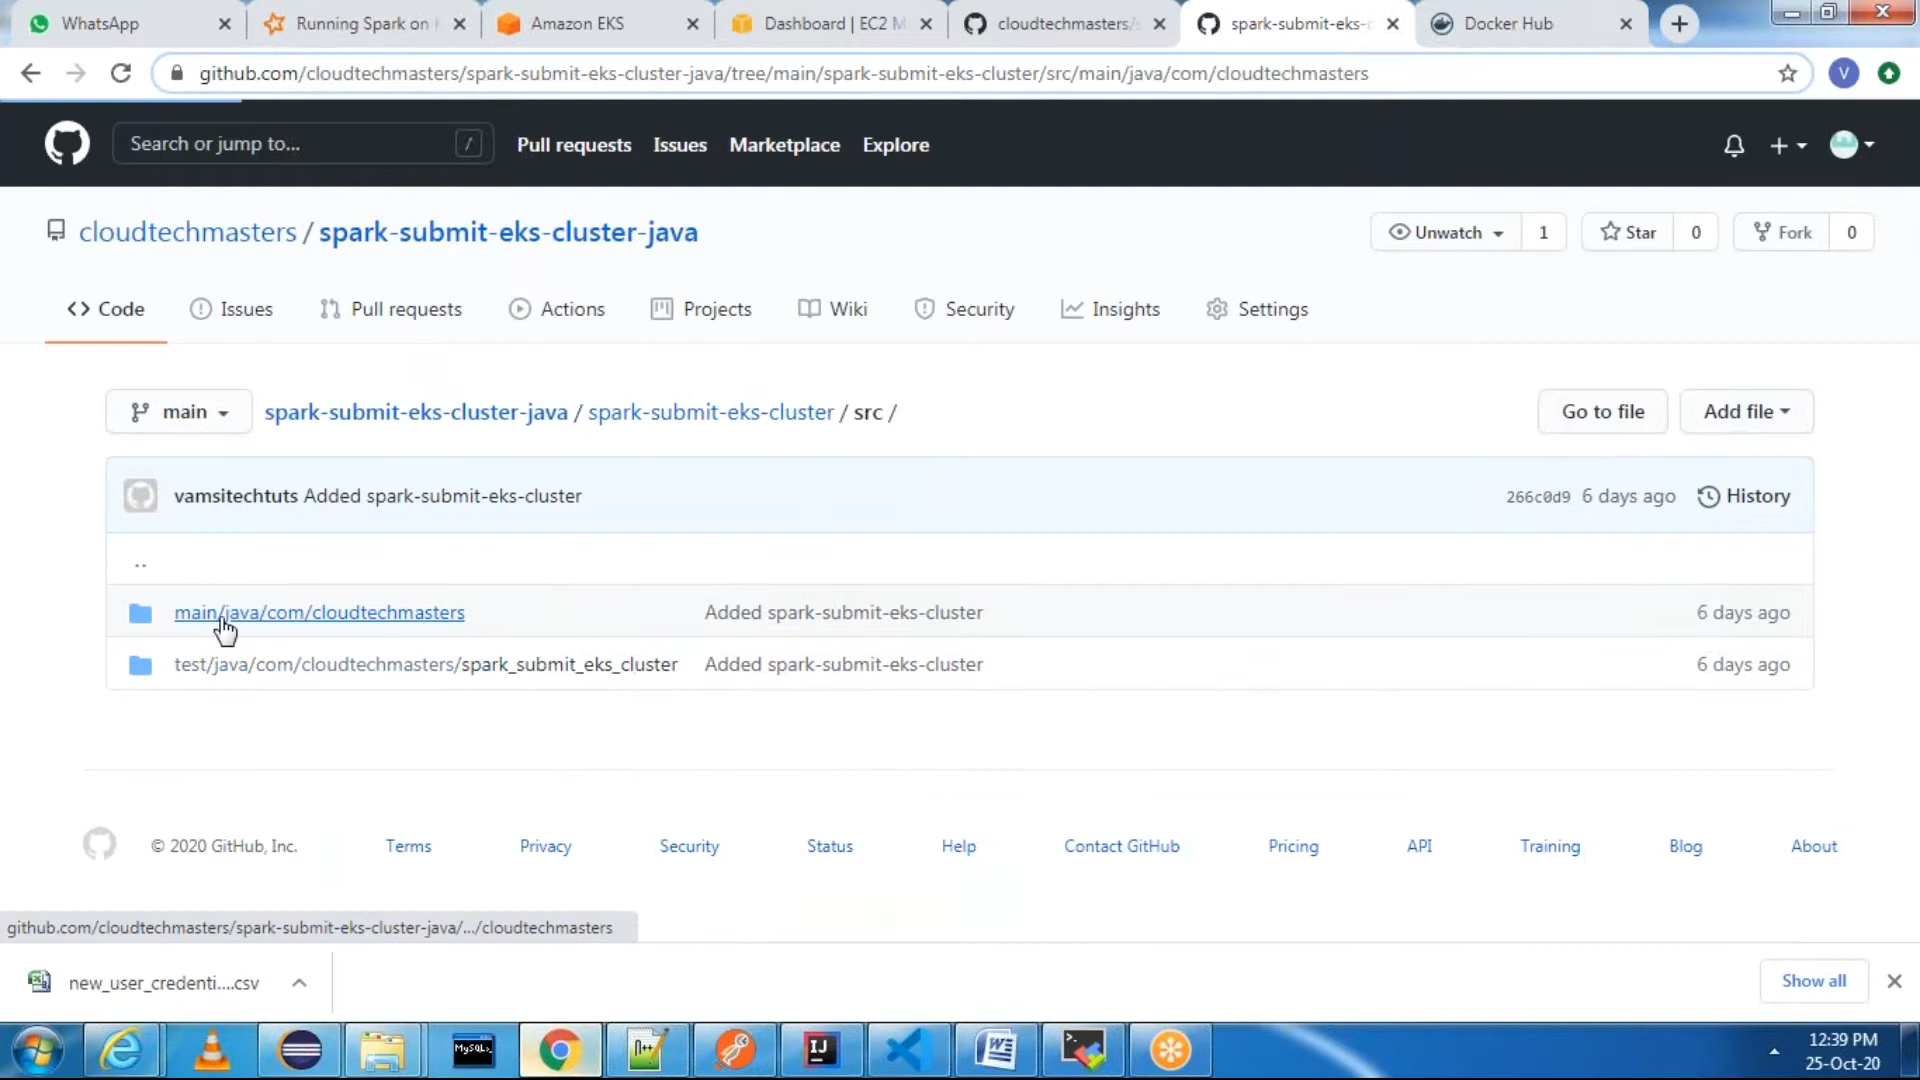 WhatsApp
Running Spark on
Amazon EKS
Dashboard | EC2 M
cloudtechmasters/s
spark-submit-eks-c
Docker Hub
github.com/cloudtechmasters/spark-submit-eks-cluster-java/tree/main/spark-submit-eks-cluster/src/main/java/com/cloudtechmasters
V
Search or jump to...
/
Pull requests
Issues
Marketplace
Explore
cloudtechmasters / spark-submit-eks-cluster-java
Unwatch 1
Star 0
Fork 0
Code
Issues
Pull requests
Actions
Projects
Wiki
Security
Insights
Settings
main
spark-submit-eks-cluster-java / spark-submit-eks-cluster / src /
Go to file
Add file
vamsitechtuts Added spark-submit-eks-cluster
266c0d9 6 days ago
History
..
main/java/com/cloudtechmasters Added spark-submit-eks-cluster 6 days ago
test/java/com/cloudtechmasters/spark_submit_eks_cluster Added spark-submit-eks-cluster 6 days ago
© 2020 GitHub, Inc.
Terms
Privacy
Security
Status
Help
Contact GitHub
Pricing
API
Training
Blog
About
github.com/cloudtechmasters/spark-submit-eks-cluster-java/.../cloudtechmasters
new_user_credenti....csv
Show all
MySQL
N++
IJ
W
12:39 PM
25-Oct-20